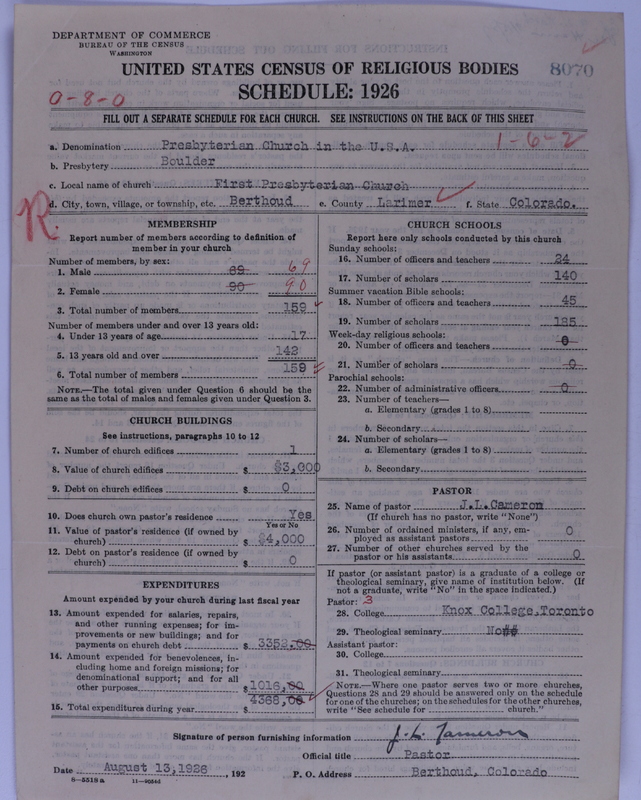 DEPARTMENT OF COMMERCE
BUREAU OF THE CENSUS
WASHINGTON
UNITED STATES CENSUS OF RELIGIOUS BODIES
8070
SCHEDULE: 1926
0-8-0
FILL OUT A SEPARATE SCHEDULE FOR EACH CHURCH. SEE INSTRUCTIONS ON THE BACK OF THIS SHEET
1-6-2
a. Denomination Presbyterian Church in the U.S.A.
b. Presbytery Boulder
c. Local name of church First Presbyterian Church
d. City, town, village, or township, etc. Berthoud e. County Larimer f. State Colorado.
R
MEMBERSHIP
Report number of members according to definition of
member in your church
Number of members, by sex:
1. Male 69 69
2. Female 90 90
3. Total number of members 159
Number of members under and over 13 years old:
4. Under 13 years of age 17
5. 13 years old and over 142
6. Total number of members 159
NOTE.—The total given under Question 6 should be
same as the total of males and females given under Question 3.
CHURCH BUILDINGS
See instructions, paragraphs 10 to 12
7. Number of church edifices 1
8. Value of church edifices $ 83,000
9. Debt on church edifices $ 0
10. Does church own pastor's residence Yes
Yes or No
11. Value of pastor's residence (if owned by
church) $ $4,000
12. Debt on pastor's residence (if owned by
church) $ 0
EXPENDITURES
Amount expended by your church during last fiscal year
13. Amount expended for salaries, repairs,
and other running expenses; for im-
provements or new buildings; and for
payments on church debt $ 3352.00
14. Amount expended for benevolences, in-
cluding home and foreign missions; for
denominational support; and for all
other purposes $ 1016.00
15. Total expenditures during year $ 4368,00
CHURCH SCHOOLS
Report here only schools conducted by this church
Sunday schools:
16. Number of officers and teachers 24
17. Number of scholars 140
Summer vacation Bible schools:
18. Number of officers and teachers 45
19. Number of scholars 185
Week-day religious schools:
20. Number of officers and teachers 0
21. Number of scholars 0
Parochial schools:
22. Number of administrative officers 0
23. Number of teachers—
a. Elementary (grades 1 to 8)
b. Secondary
24. Number of scholars—
a. Elementary (grades 1 to 8)
b. Secondary
PASTOR
25. Name of pastor J.L.Cameron
(If church has no pastor, write "None")
26. Number of ordained ministers, if any, em-
ployed as assistant pastors 0
27. Number of other churches served by the
pastor or his assistants 0
If pastor (or assistant pastor) is a graduate of a college or
theological seminary, give name of institution below. (If
not a graduate, write "No" in the space indicated.)
Pastor: 3
28. College Knox College,Toronto
29. Theological seminary No
Assistant pastor:
30. College
31. Theological seminary
NOTE.—Where one pastor serves two or more churches,
Questions 28 and 29 should be answered only on the schedule
for one of the churches; on the schedules for the other churches,
write "See schedule for church."
Signature of person furnishing information J. L. Cameron
Official title Pastor
Date August 13,1926 , 192 P. O. Address Berthoud, Colorado
8—5518 a